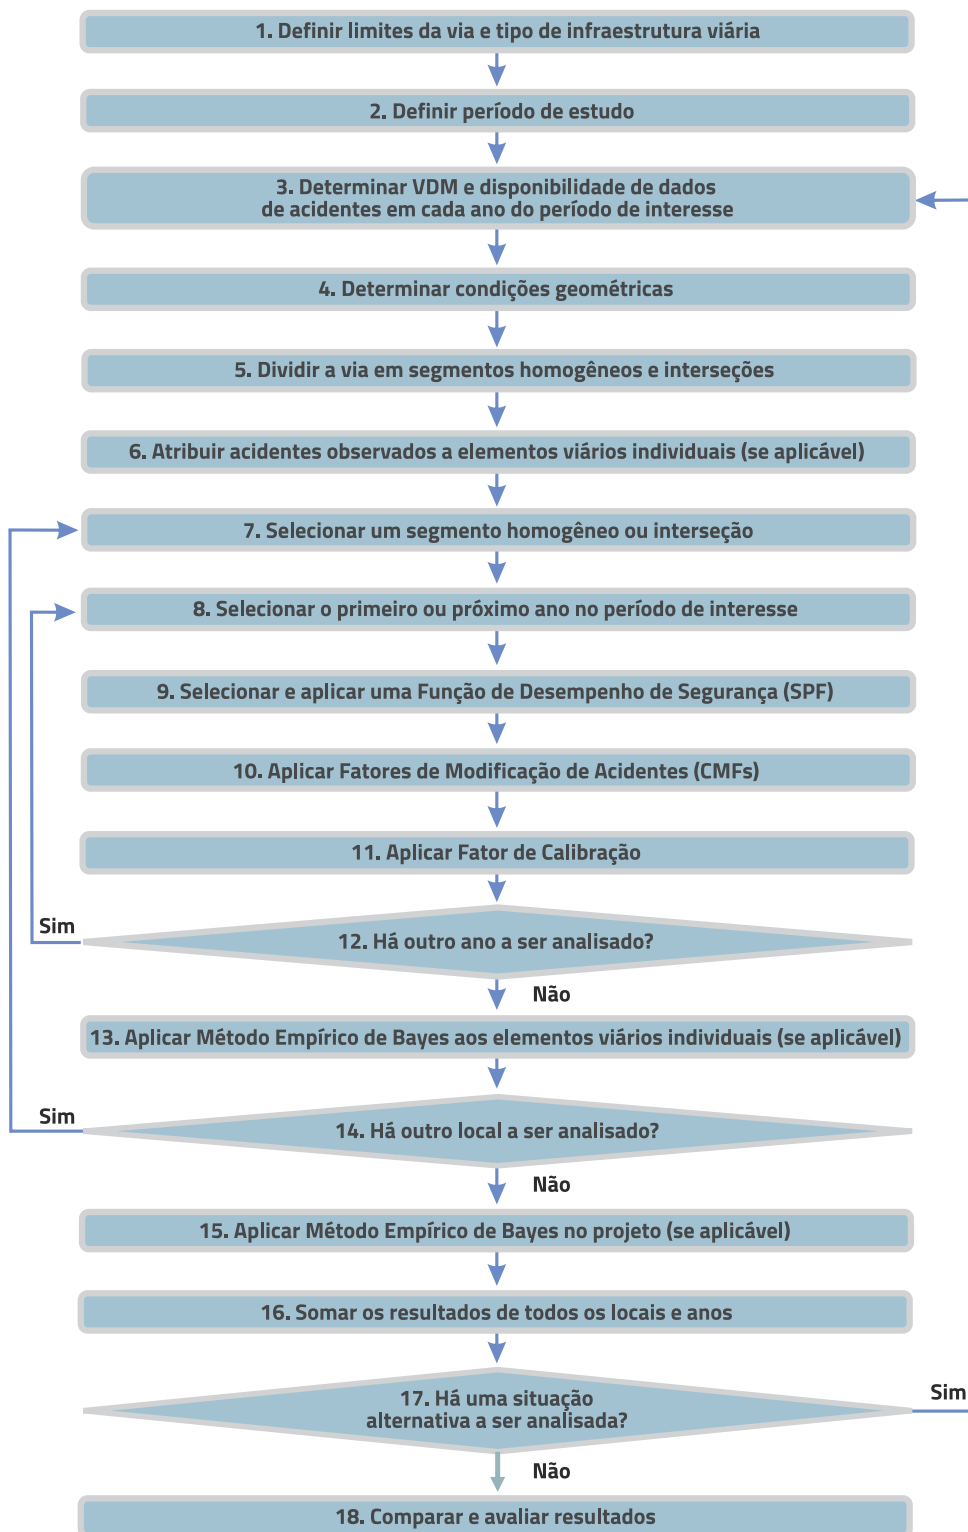 1. Definir limites da via e tipo de infraestrutura viária
2. Definir período de estudo
3. Determinar VDM e disponibilidade de dados
de acidentes em cada ano do período de interesse
4. Determinar condições geométricas
5. Dividir a via em segmentos homogêneos e interseções
6. Atribuir acidentes observados a elementos viários individuais (se aplicável)
7. Selecionar um segmento homogêneo ou interseção
8. Selecionar o primeiro ou próximo ano no período de interesse
9. Selecionar e aplicar uma Função de Desempenho de Segurança (SPF)
10. Aplicar Fatores de Modificação de Acidentes (CMFs)
11. Aplicar Fator de Calibração
Sim
12. Há outro ano a ser analisado?
Não
13. Aplicar Método Empírico de Bayes aos elementos viários individuais (se aplicável)
Sim
14. Há outro local a ser analisado?
Não
15. Aplicar Método Empírico de Bayes no projeto (se aplicável)
16. Somar os resultados de todos os locais e anos
17. Há uma situação
alternativa a ser analisada?
Sim
Não
18. Comparar e avaliar resultados